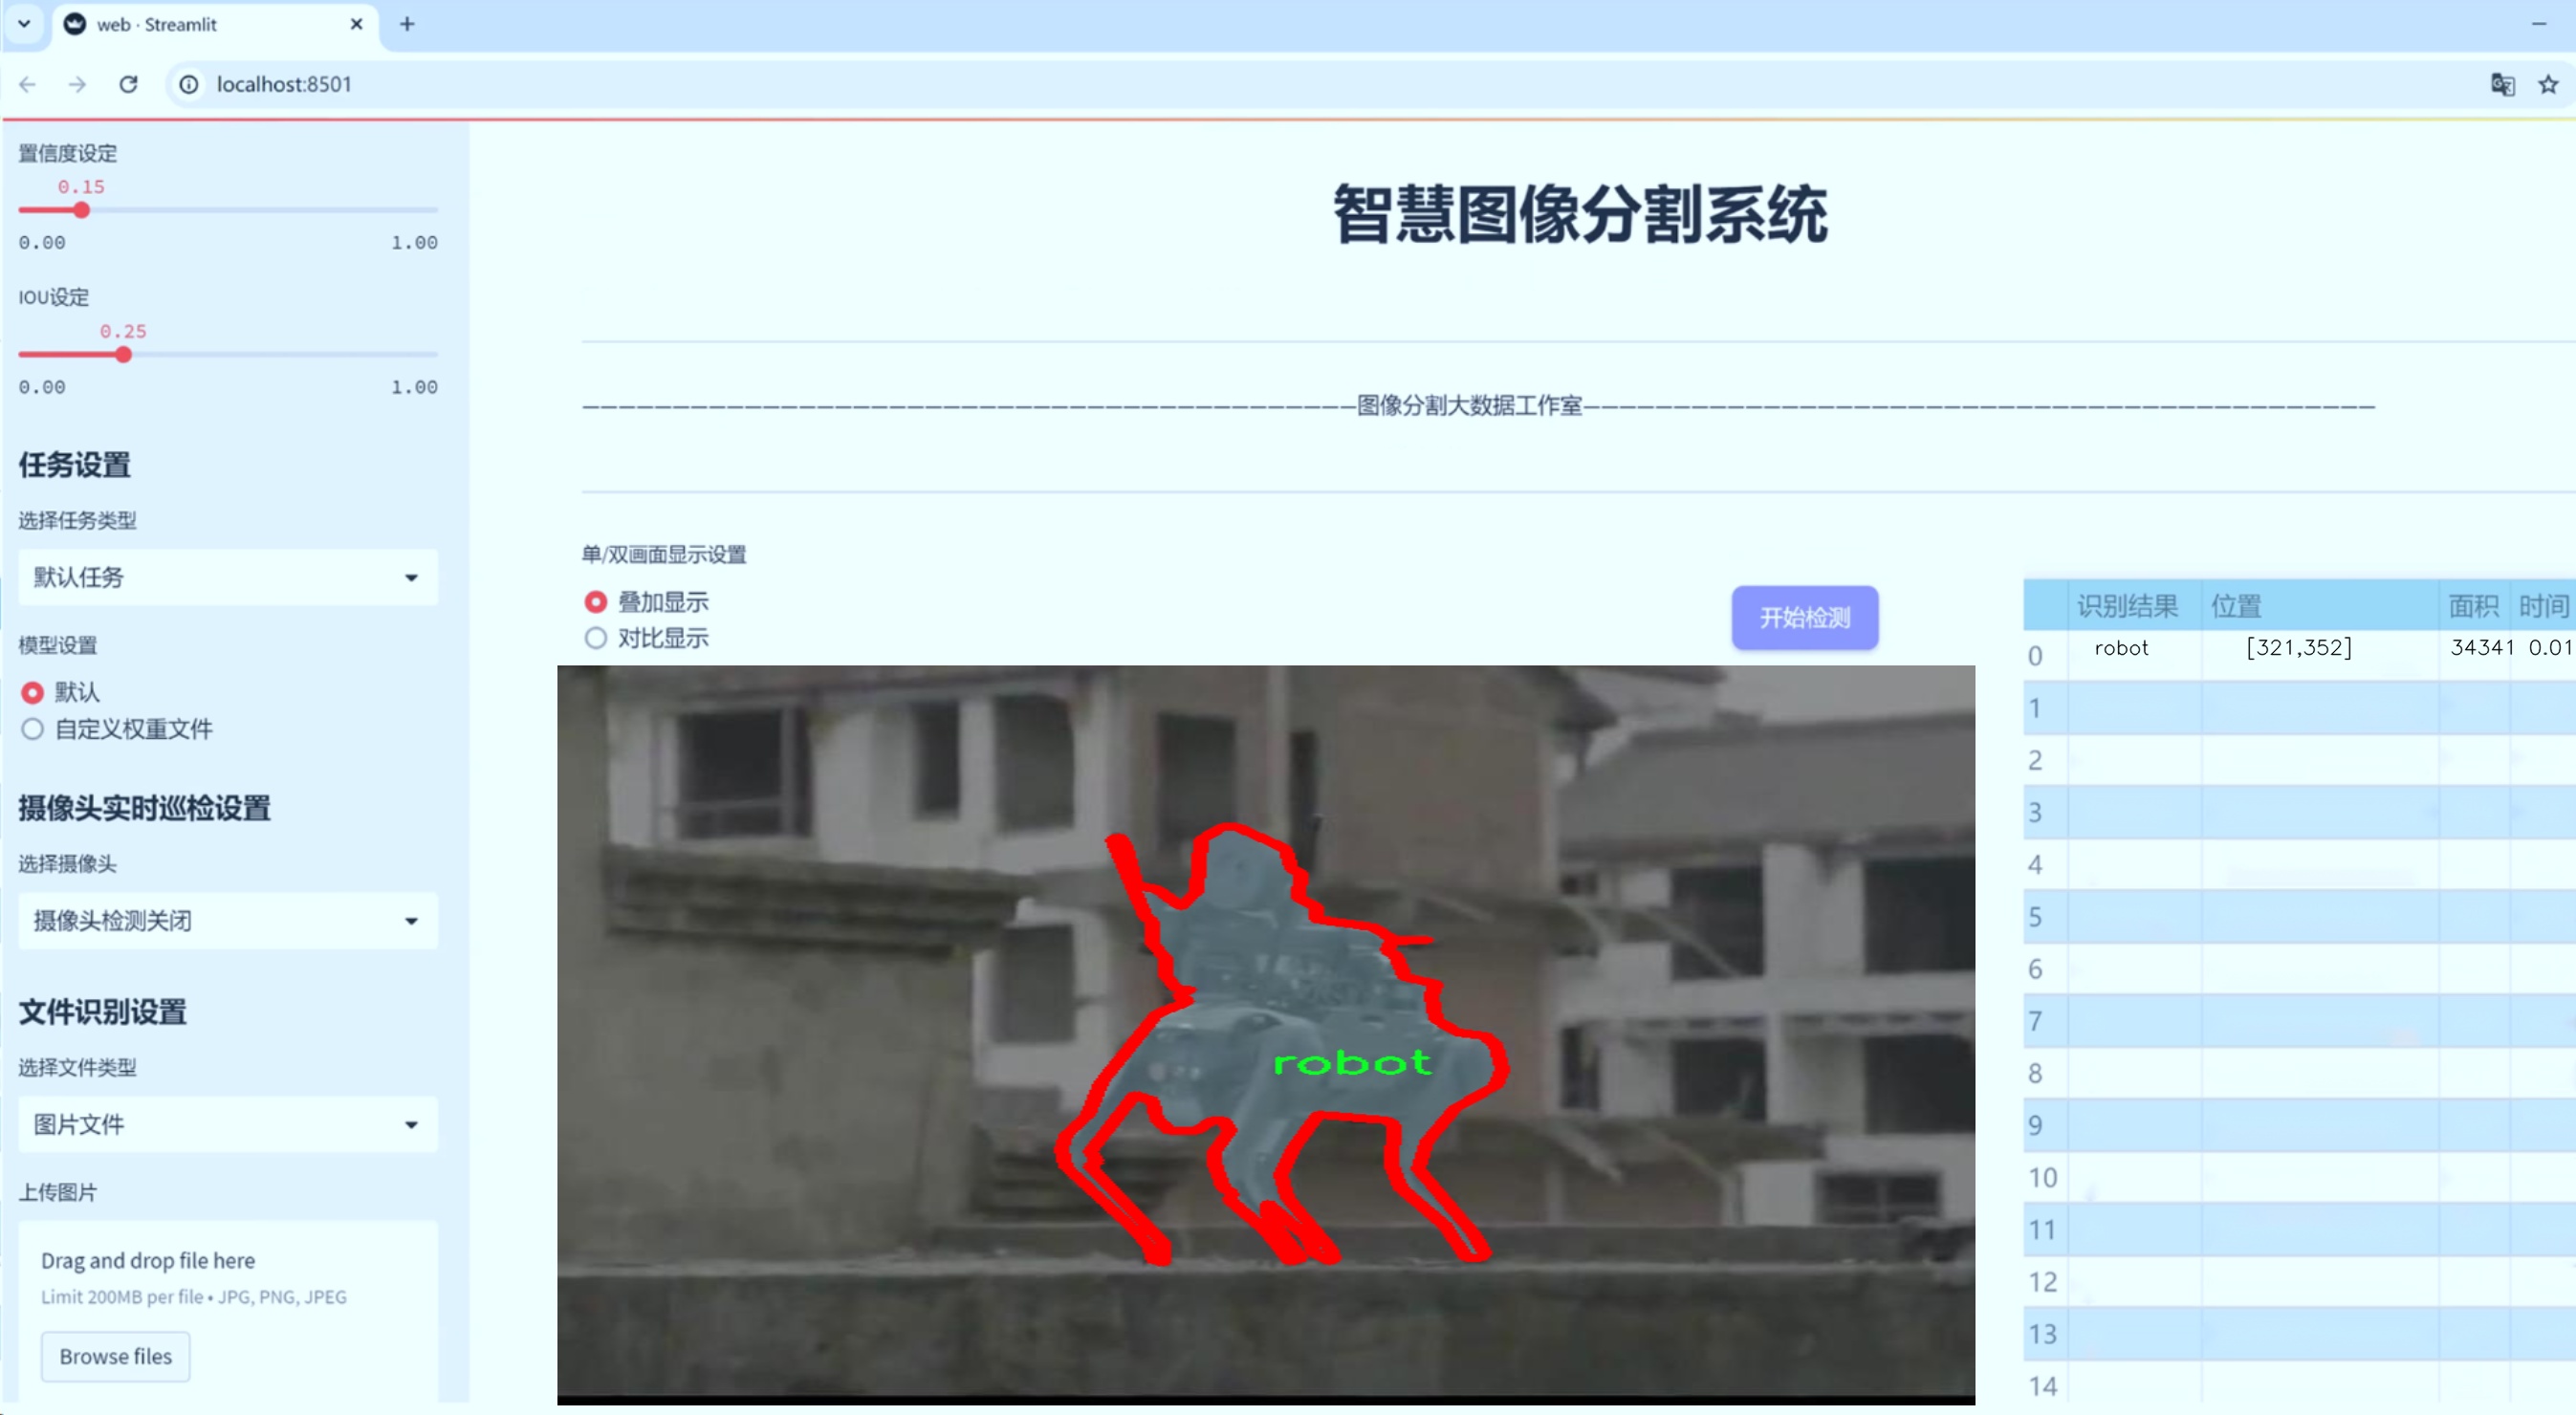 web · Streamlit
localhost:8501
置信度设定
0.15
0.00 1.00
IOU设定
0.25
0.00 1.00
任务设置
选择任务类型
默认任务
模型设置
默认
自定义权重文件
摄像头实时巡检设置
选择摄像头
摄像头检测关闭
文件识别设置
选择文件类型
图片文件
上传图片
Drag and drop file here
Limit 200MB per file • JPG, PNG, JPEG
Browse files
智慧图像分割系统
———————————————————————————————————————————图像分割大数据工作室————————————————————————————————————————————
单/双画面显示设置
叠加显示
对比显示
开始检测
robot
识别结果 位置 面积 时间
0 robot [321,352] 34341 0.01
1
2
3
4
5
6
7
8
9
10
11
12
13
14